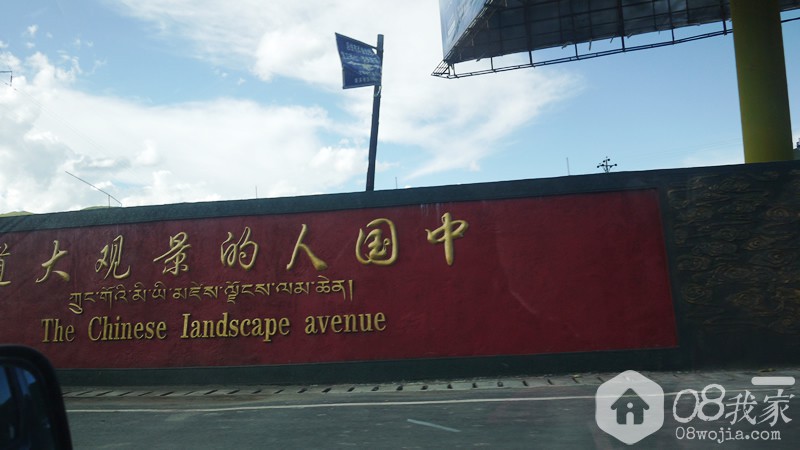 道大观景的人国中
ཀྲུང་གོའི་མི་ཡི་མཛེས་ལྗོངས་ལམ་ཆེན།
The Chinese landscape avenue
08我家
08wojia.com